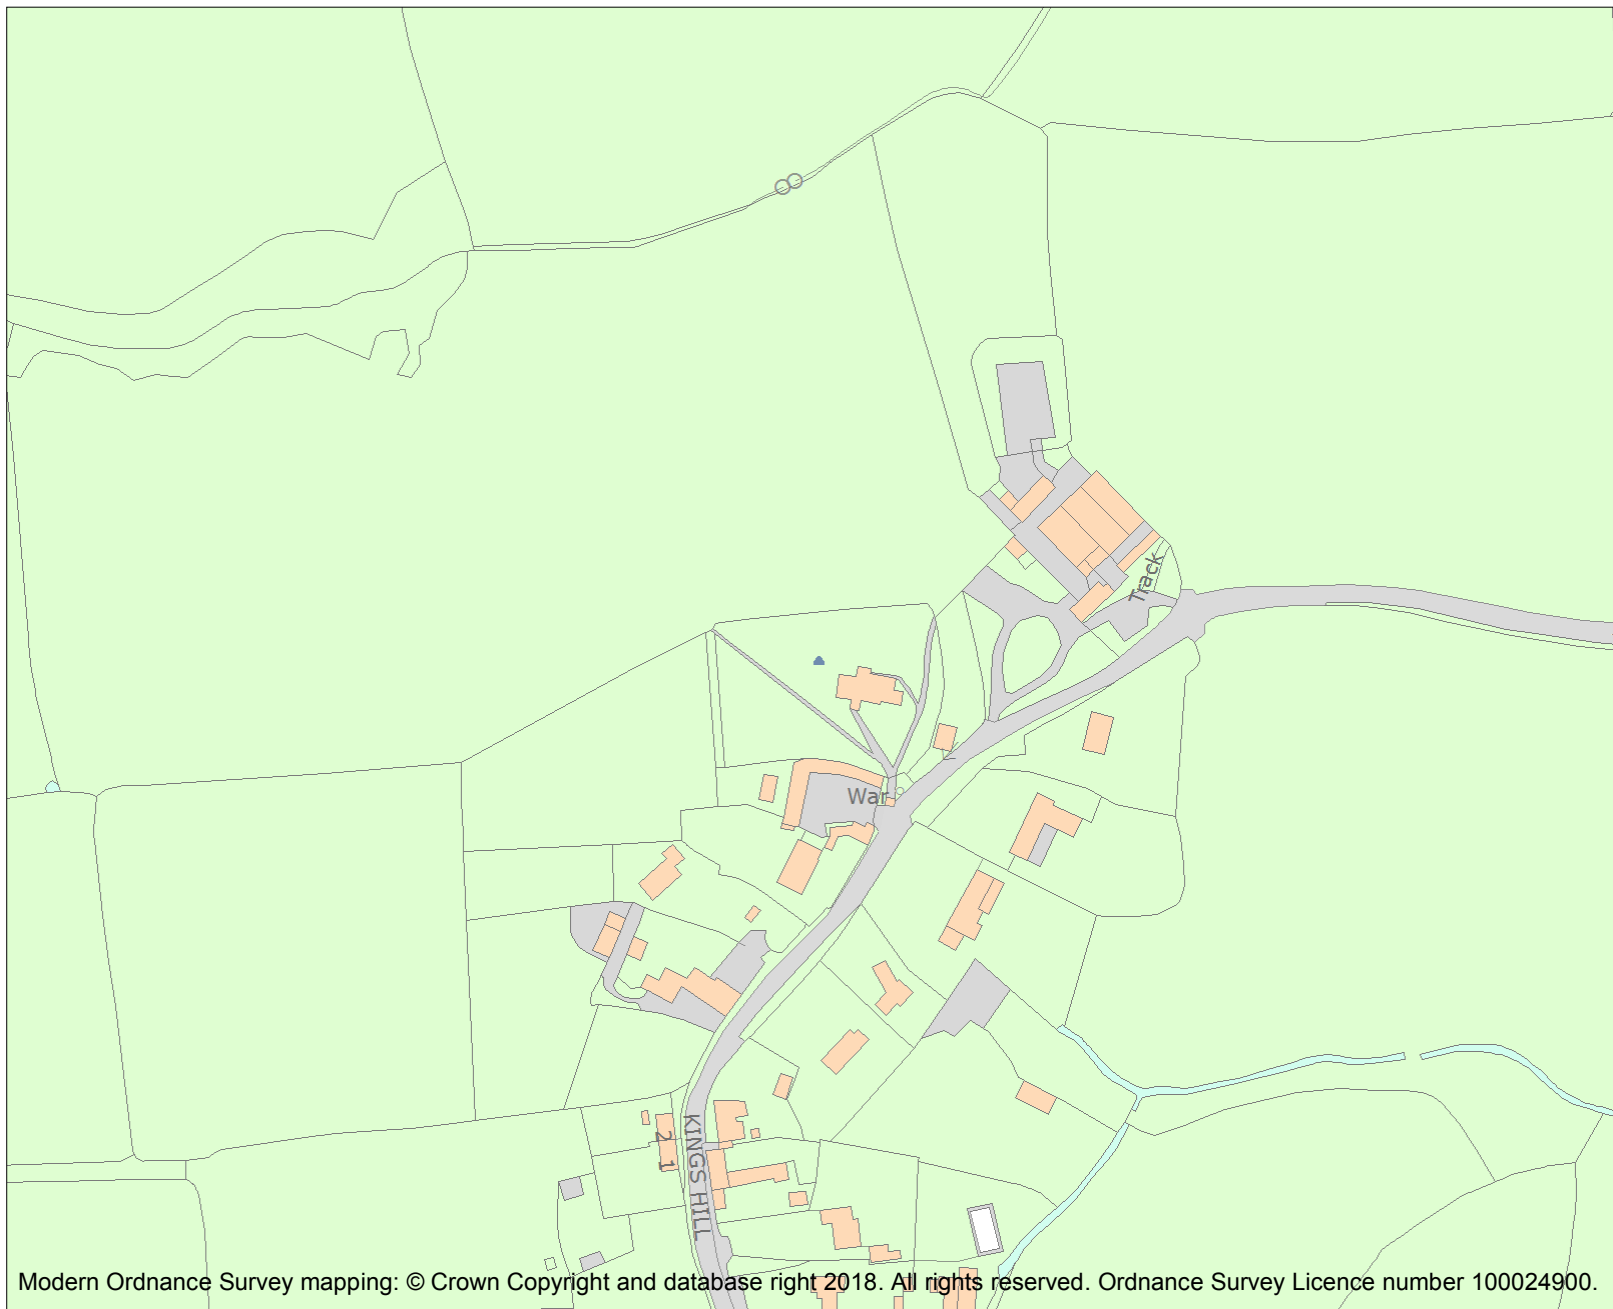 Track
War
2 1
KINGS HILL
Modern Ordnance Survey mapping: © Crown Copyright and database right 2018. All rights reserved. Ordnance Survey Licence number 100024900.